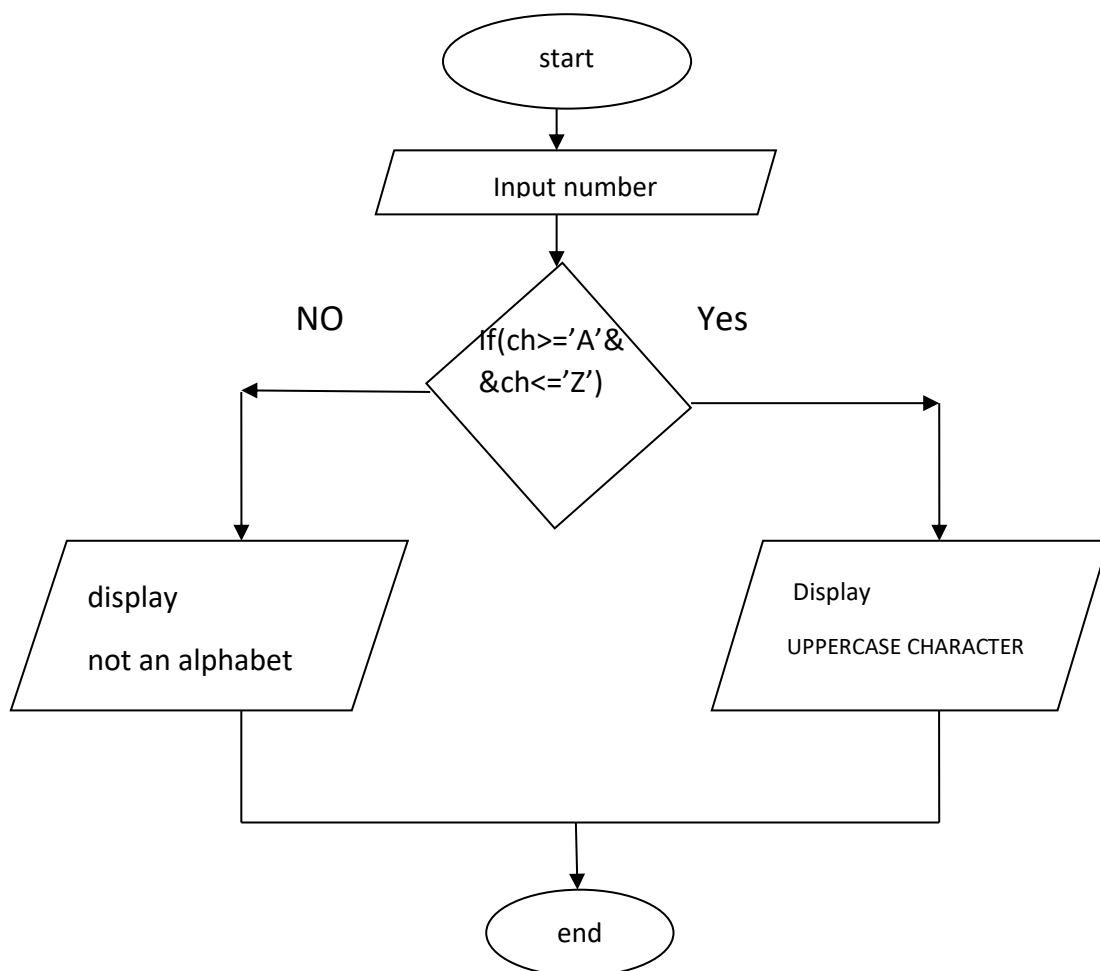 start
Input number
NO
Yes
If(ch>=’A’&
&ch<=’Z’)
display
not an alphabet
Display
UPPERCASE CHARACTER
end